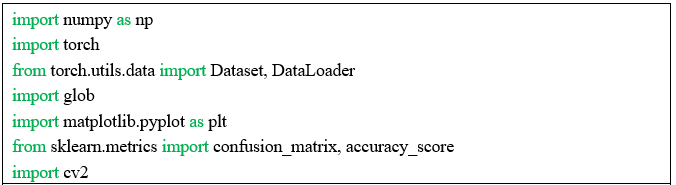 import numpy as np
import torch
from torch.utils.data import Dataset, DataLoader
import glob
import matplotlib.pyplot as plt
from sklearn.metrics import confusion_matrix, accuracy_score
import cv2